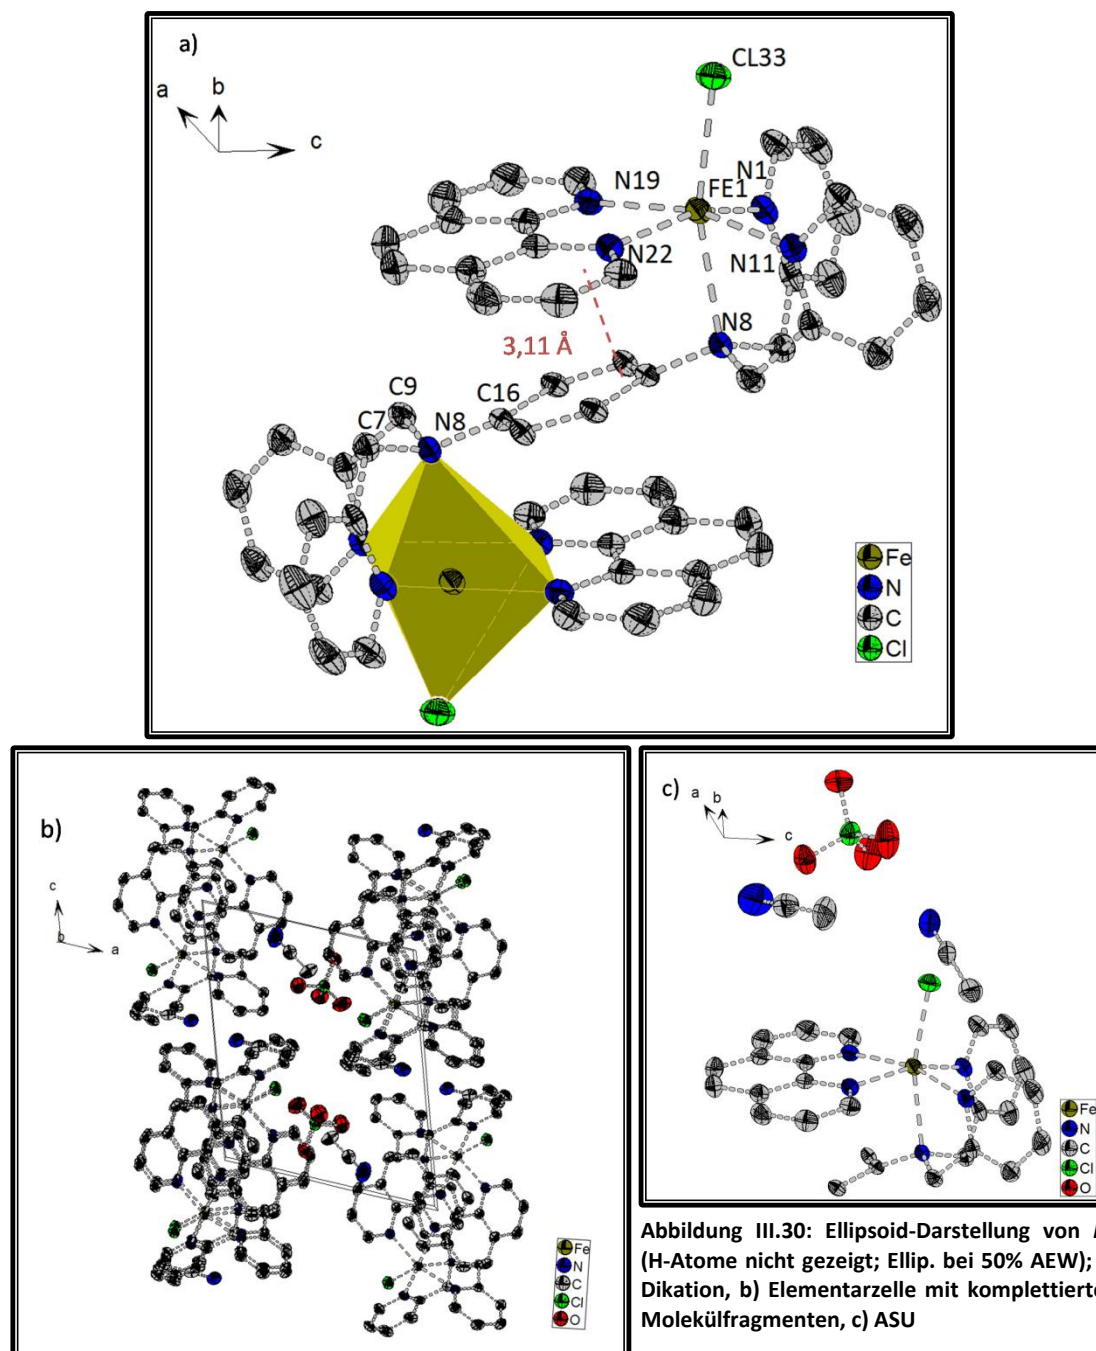 a)
CL33
a
b
c
N19
FE1
N1
N22
N11
N8
3,11 Å
C9
C16
C7
N8
Fe
N
C
Cl
b)
c
b
a
Fe
N
C
Cl
O
c)
a
b
c
Fe
N
C
Cl
O
Abbildung III.30: Ellipsoid-Darstellung von
(H-Atome nicht gezeigt; Ellip. bei 50% AEW);
Dikation, b) Elementarzelle mit komplettierte
Molekülfragmenten, c) ASU